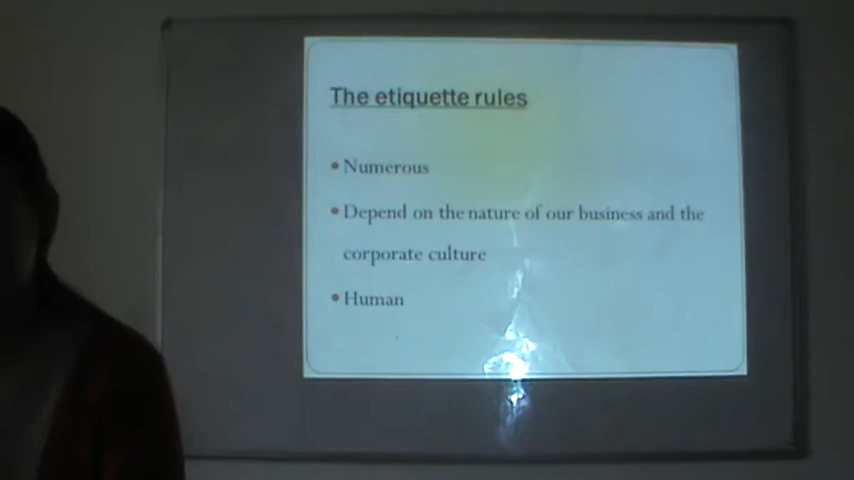 The etiquette rules
• Numerous
• Depend on the nature of our business and the
corporate culture
• Human